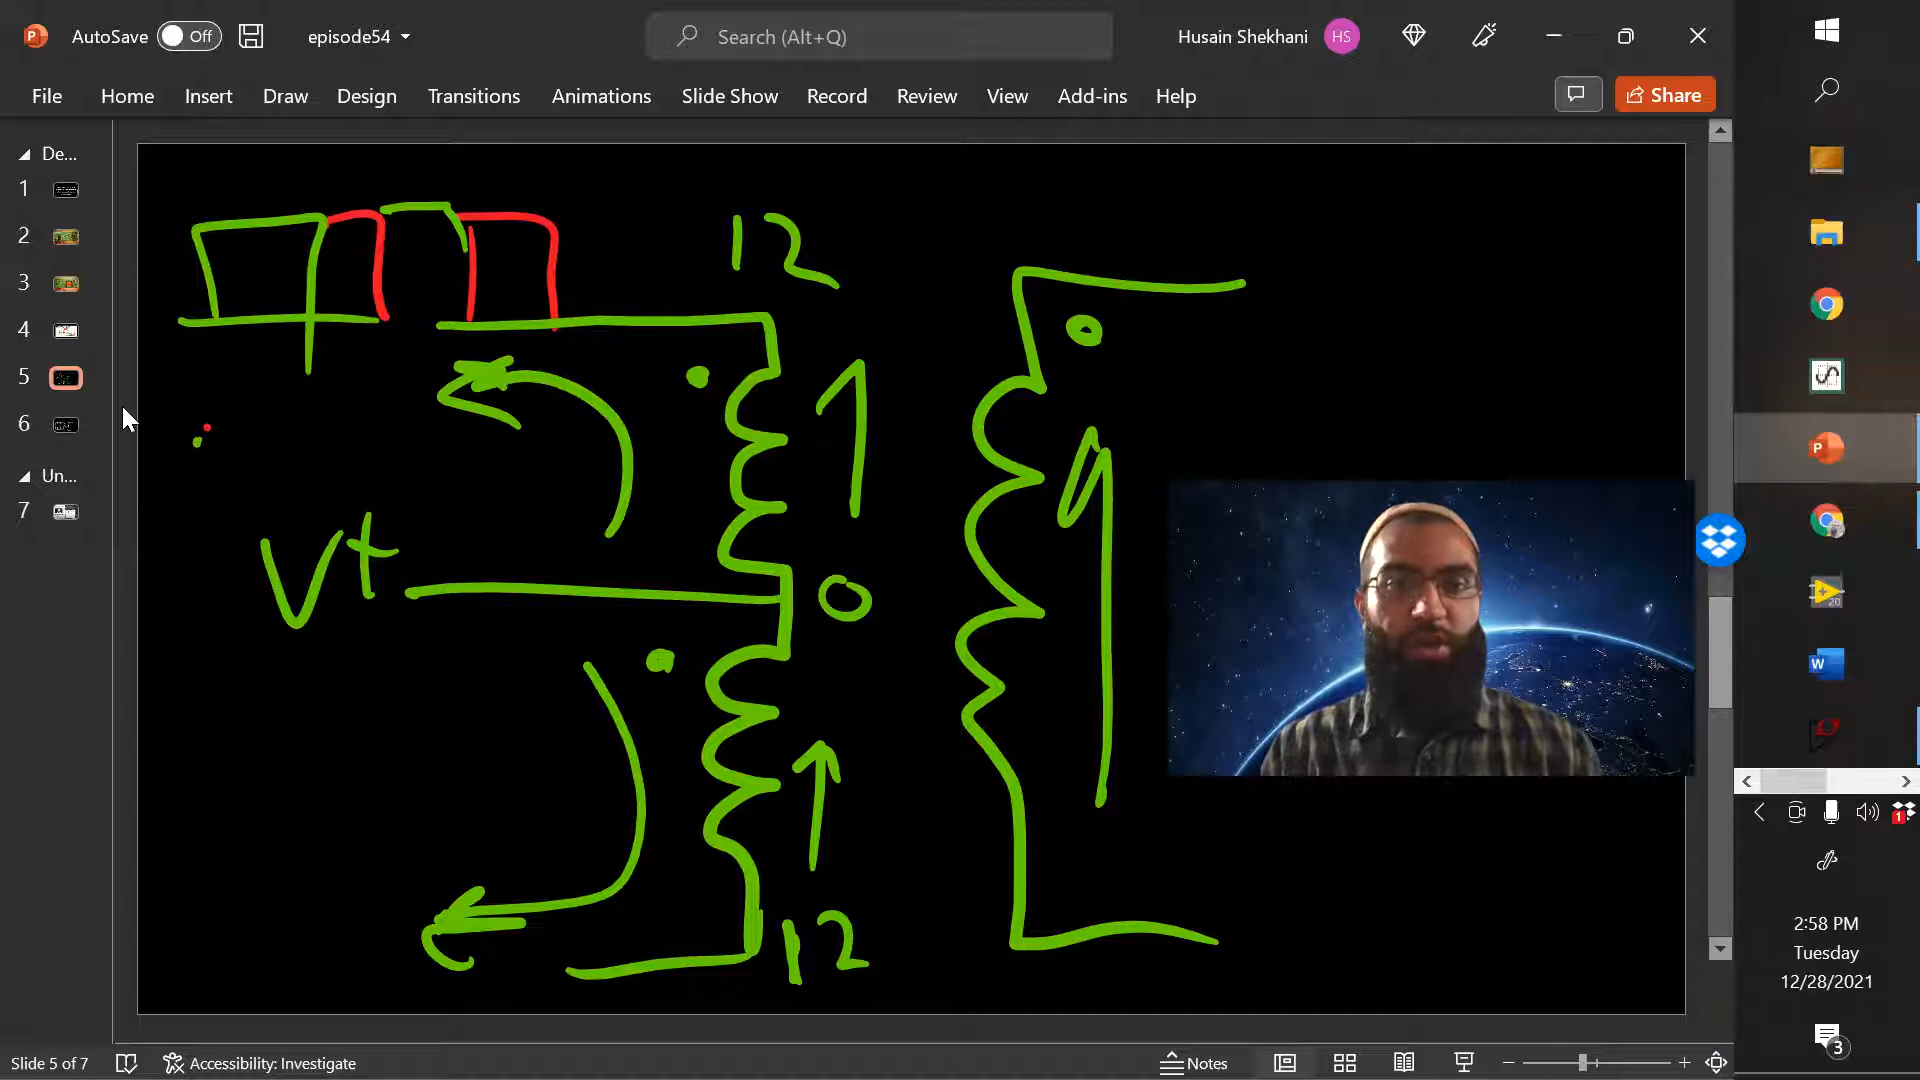 AutoSave Off episode54 Search (Alt+Q) Husain Shekhani HS
File Home Insert Draw Design Transitions Animations Slide Show Record Review View Add-ins Help Share
De...
1
2
3
4
5
6
Un...
7
12
V+
0
12
2:58 PM
Tuesday
12/28/2021
3
1
W
P
20
Slide 5 of 7 Accessibility: Investigate Notes